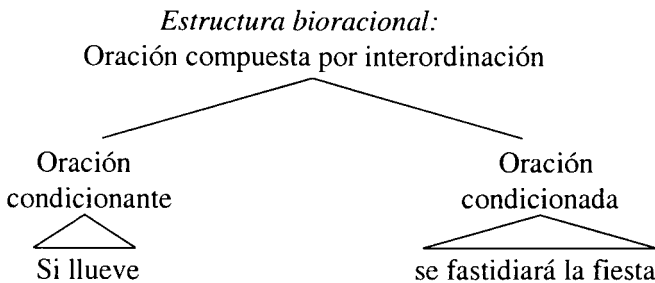 Estructura bioracional:
Oración compuesta por interordinación
Oración
condicionante
Oración
condicionada
Si llueve
se fastidiará la fiesta